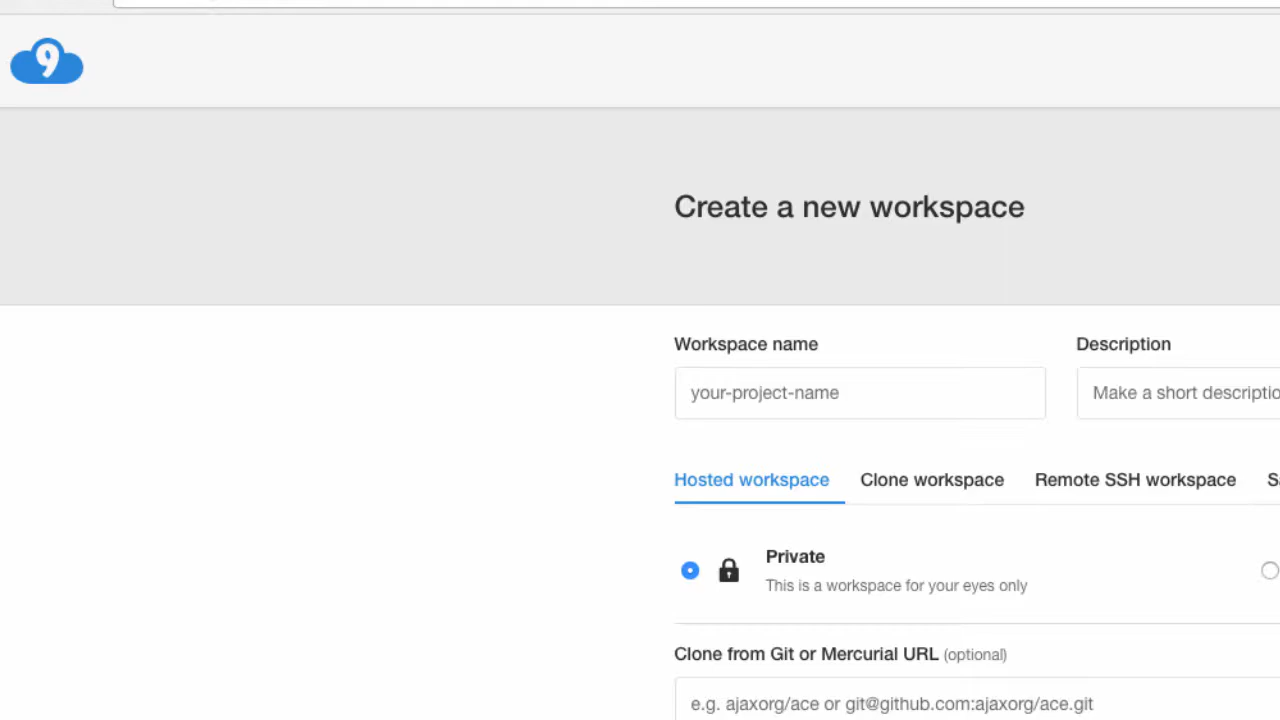 9
Create a new workspace
Workspace name
Description
your-project-name
Make a short descriptio
Hosted workspace
Clone workspace
Remote SSH workspace
S
Private
This is a workspace for your eyes only
Clone from Git or Mercurial URL (optional)
e.g. ajaxorg/ace or git@github.com:ajaxorg/ace.git